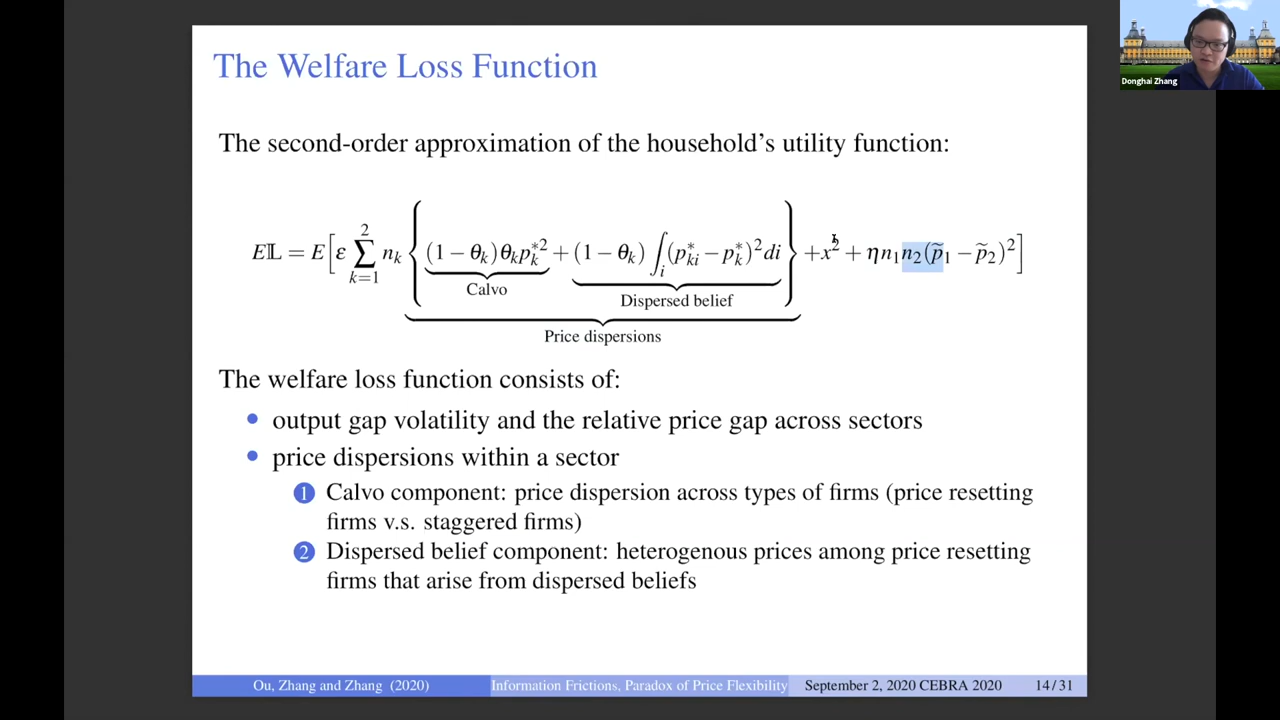 Donghai Zhang
The Welfare Loss Function
The second-order approximation of the household's utility function:
E𝕃 = E[ε ∑_{k=1}^{2} n_k {(1 − θ_k)θ_k p_k^{*2} + (1 − θ_k) ∫_i (p_{ki}^* − p_k^*)^2 di} + x^2 + η n_1 n_2 (p̃_1 − p̃_2)^2]
Calvo
Dispersed belief
Price dispersions
The welfare loss function consists of:
• output gap volatility and the relative price gap across sectors
• price dispersions within a sector
1 Calvo component: price dispersion across types of firms (price resetting
firms v.s. staggered firms)
2 Dispersed belief component: heterogenous prices among price resetting
firms that arise from dispersed beliefs
Ou, Zhang and Zhang (2020) Information Frictions, Paradox of Price Flexibility September 2, 2020 CEBRA 2020 14/31